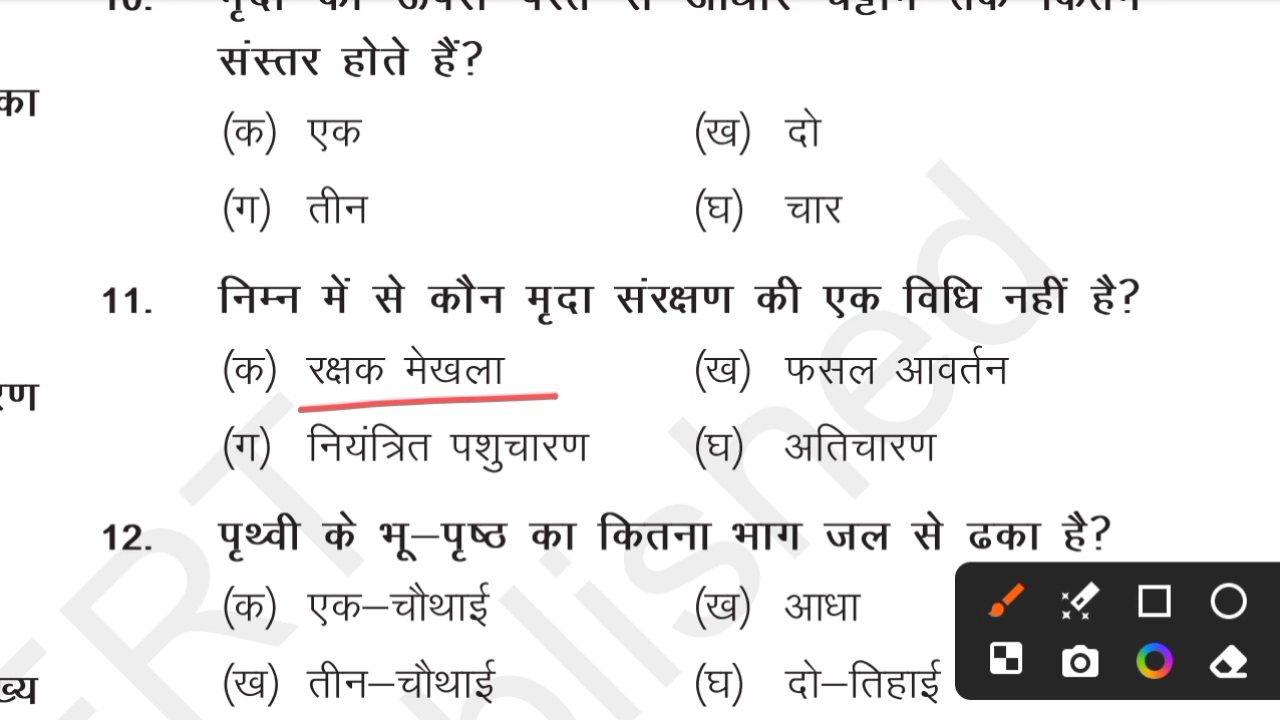 संस्तर होते हैं?
का
(क) एक (ख) दो
(ग) तीन (घ) चार
11. निम्न में से कौन मृदा संरक्षण की एक विधि नहीं है?
(क) रक्षक मेखला (ख) फसल आवर्तन
रण
(ग) नियंत्रित पशुचारण (घ) अतिचारण
12. पृथ्वी के भू–पृष्ठ का कितना भाग जल से ढका है?
(क) एक–चौथाई (ख) आधा
(ख) तीन–चौथाई (घ) दो–तिहाई
ख्य